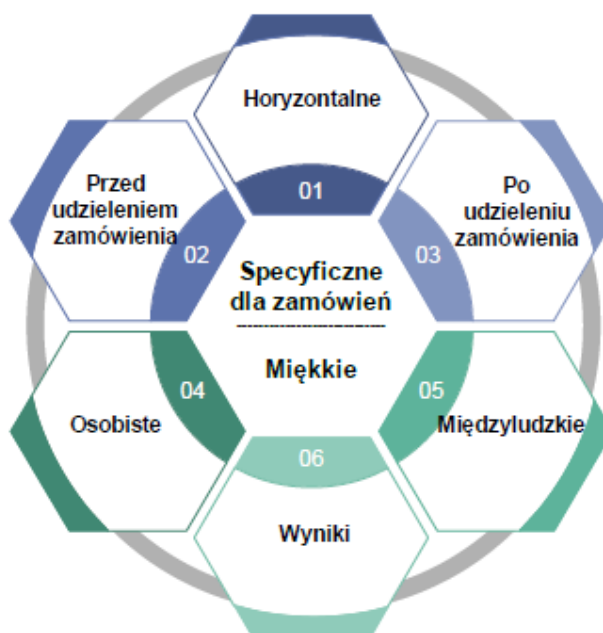 Horyzontalne
01
Przed
udzieleniem
zamówienia
02
Po
udzieleniu
zamówienia
03
Specyficzne
dla zamówień
Miękkie
04
Osobiste
05
Międzyludzkie
06
Wyniki